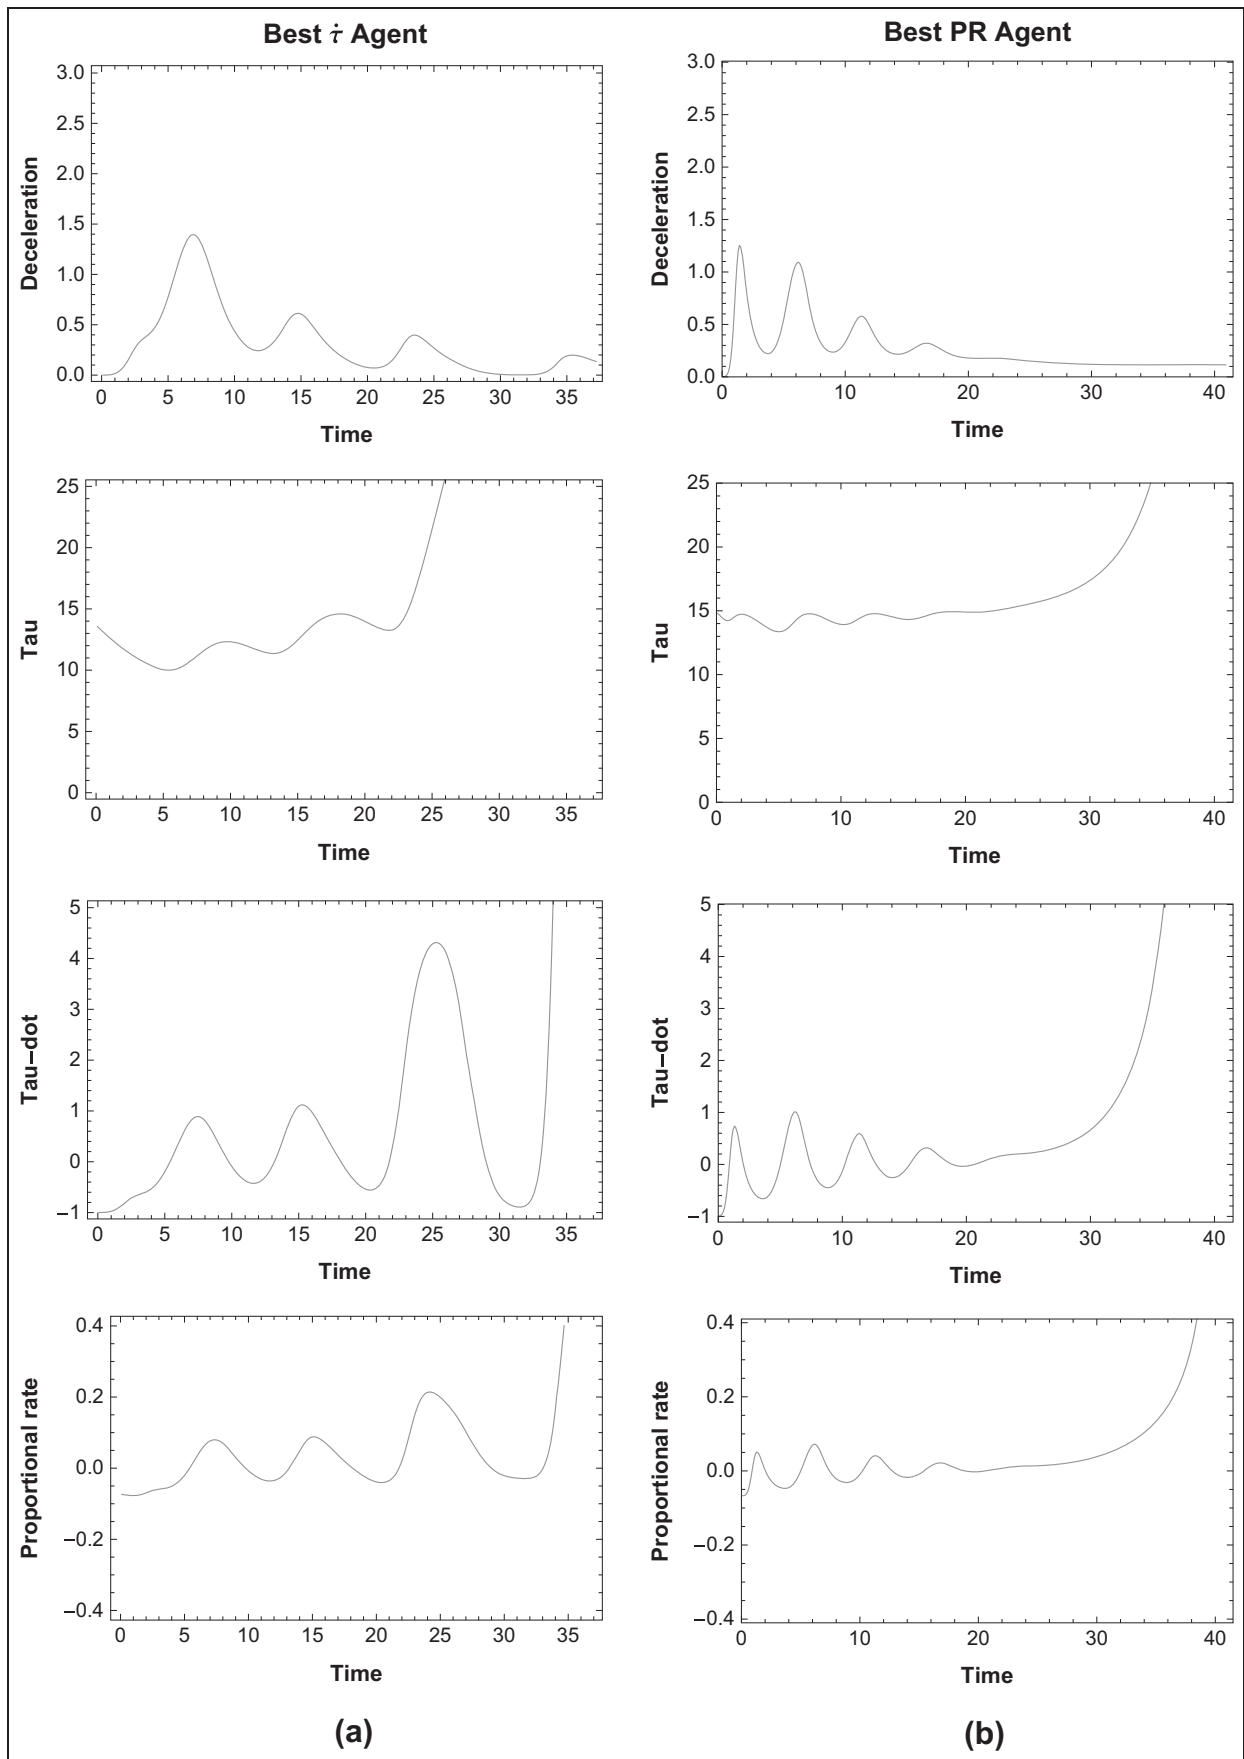 Best τ̇ Agent
Best PR Agent
3.0
2.5
2.0
1.5
1.0
0.5
0.0
Deceleration
0 5 10 15 20 25 30 35
Time
3.0
2.5
2.0
1.5
1.0
0.5
0.0
Deceleration
0 10 20 30 40
Time
25
20
15
10
5
0
Tau
0 5 10 15 20 25 30 35
Time
25
20
15
10
5
0
Tau
0 10 20 30 40
Time
5
4
3
2
1
0
−1
Tau−dot
0 5 10 15 20 25 30 35
Time
5
4
3
2
1
0
−1
Tau−dot
0 10 20 30 40
Time
0.4
0.2
0.0
−0.2
−0.4
Proportional rate
0 5 10 15 20 25 30 35
Time
0.4
0.2
0.0
−0.2
−0.4
Proportional rate
0 10 20 30 40
Time
(a)
(b)